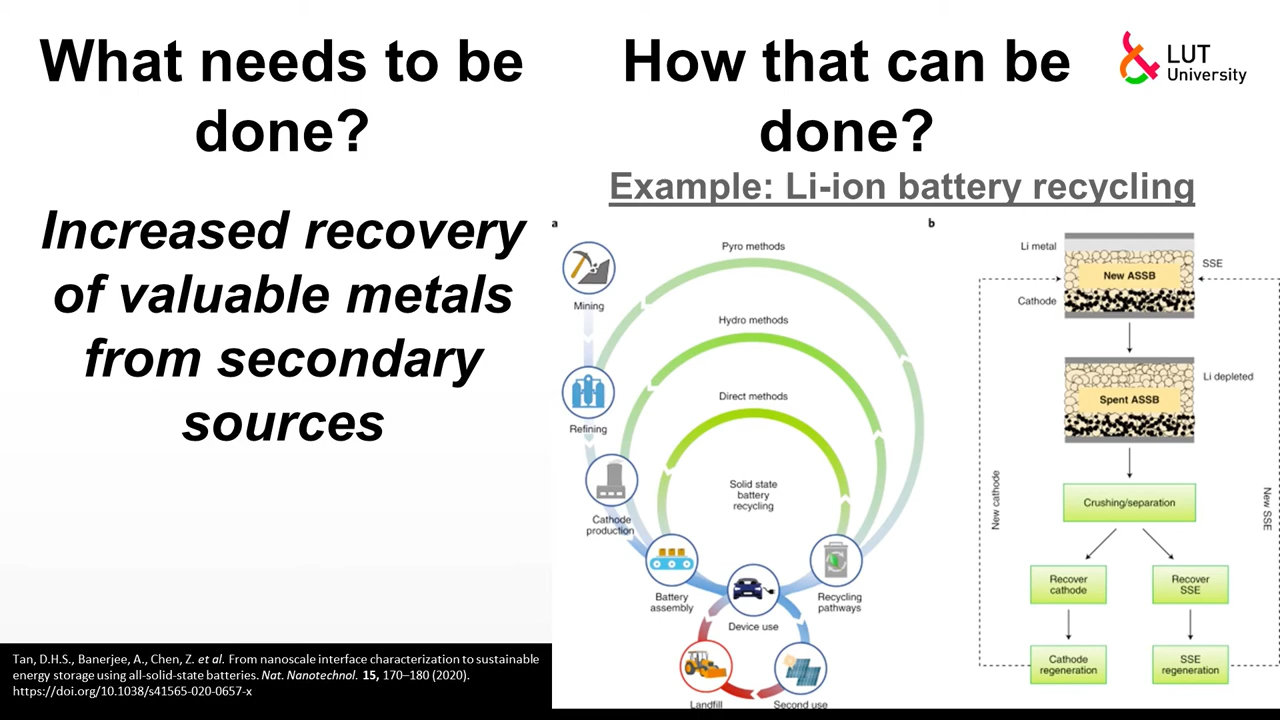 What needs to be
done?
Increased recovery
of valuable metals
from secondary
sources
Tan, D.H.S., Banerjee, A., Chen, Z. et al. From nanoscale interface characterization to sustainable
energy storage using all-solid-state batteries. Nat. Nanotechnol. 15, 170–180 (2020).
https://doi.org/10.1038/s41565-020-0657-x
How that can be
done?
LUT
University
Example: Li-ion battery recycling
a
Pyro methods
Mining
Hydro methods
Refining
Direct methods
Solid state
battery
recycling
Cathode
production
Battery
assembly
Device use
Recycling
pathways
Landfill
Second use
b
Li metal
SSE
New ASSB
Cathode
Li depleted
Spent ASSB
Crushing/separation
New cathode
New SSE
Recover
cathode
Recover
SSE
Cathode
regeneration
SSE
regeneration